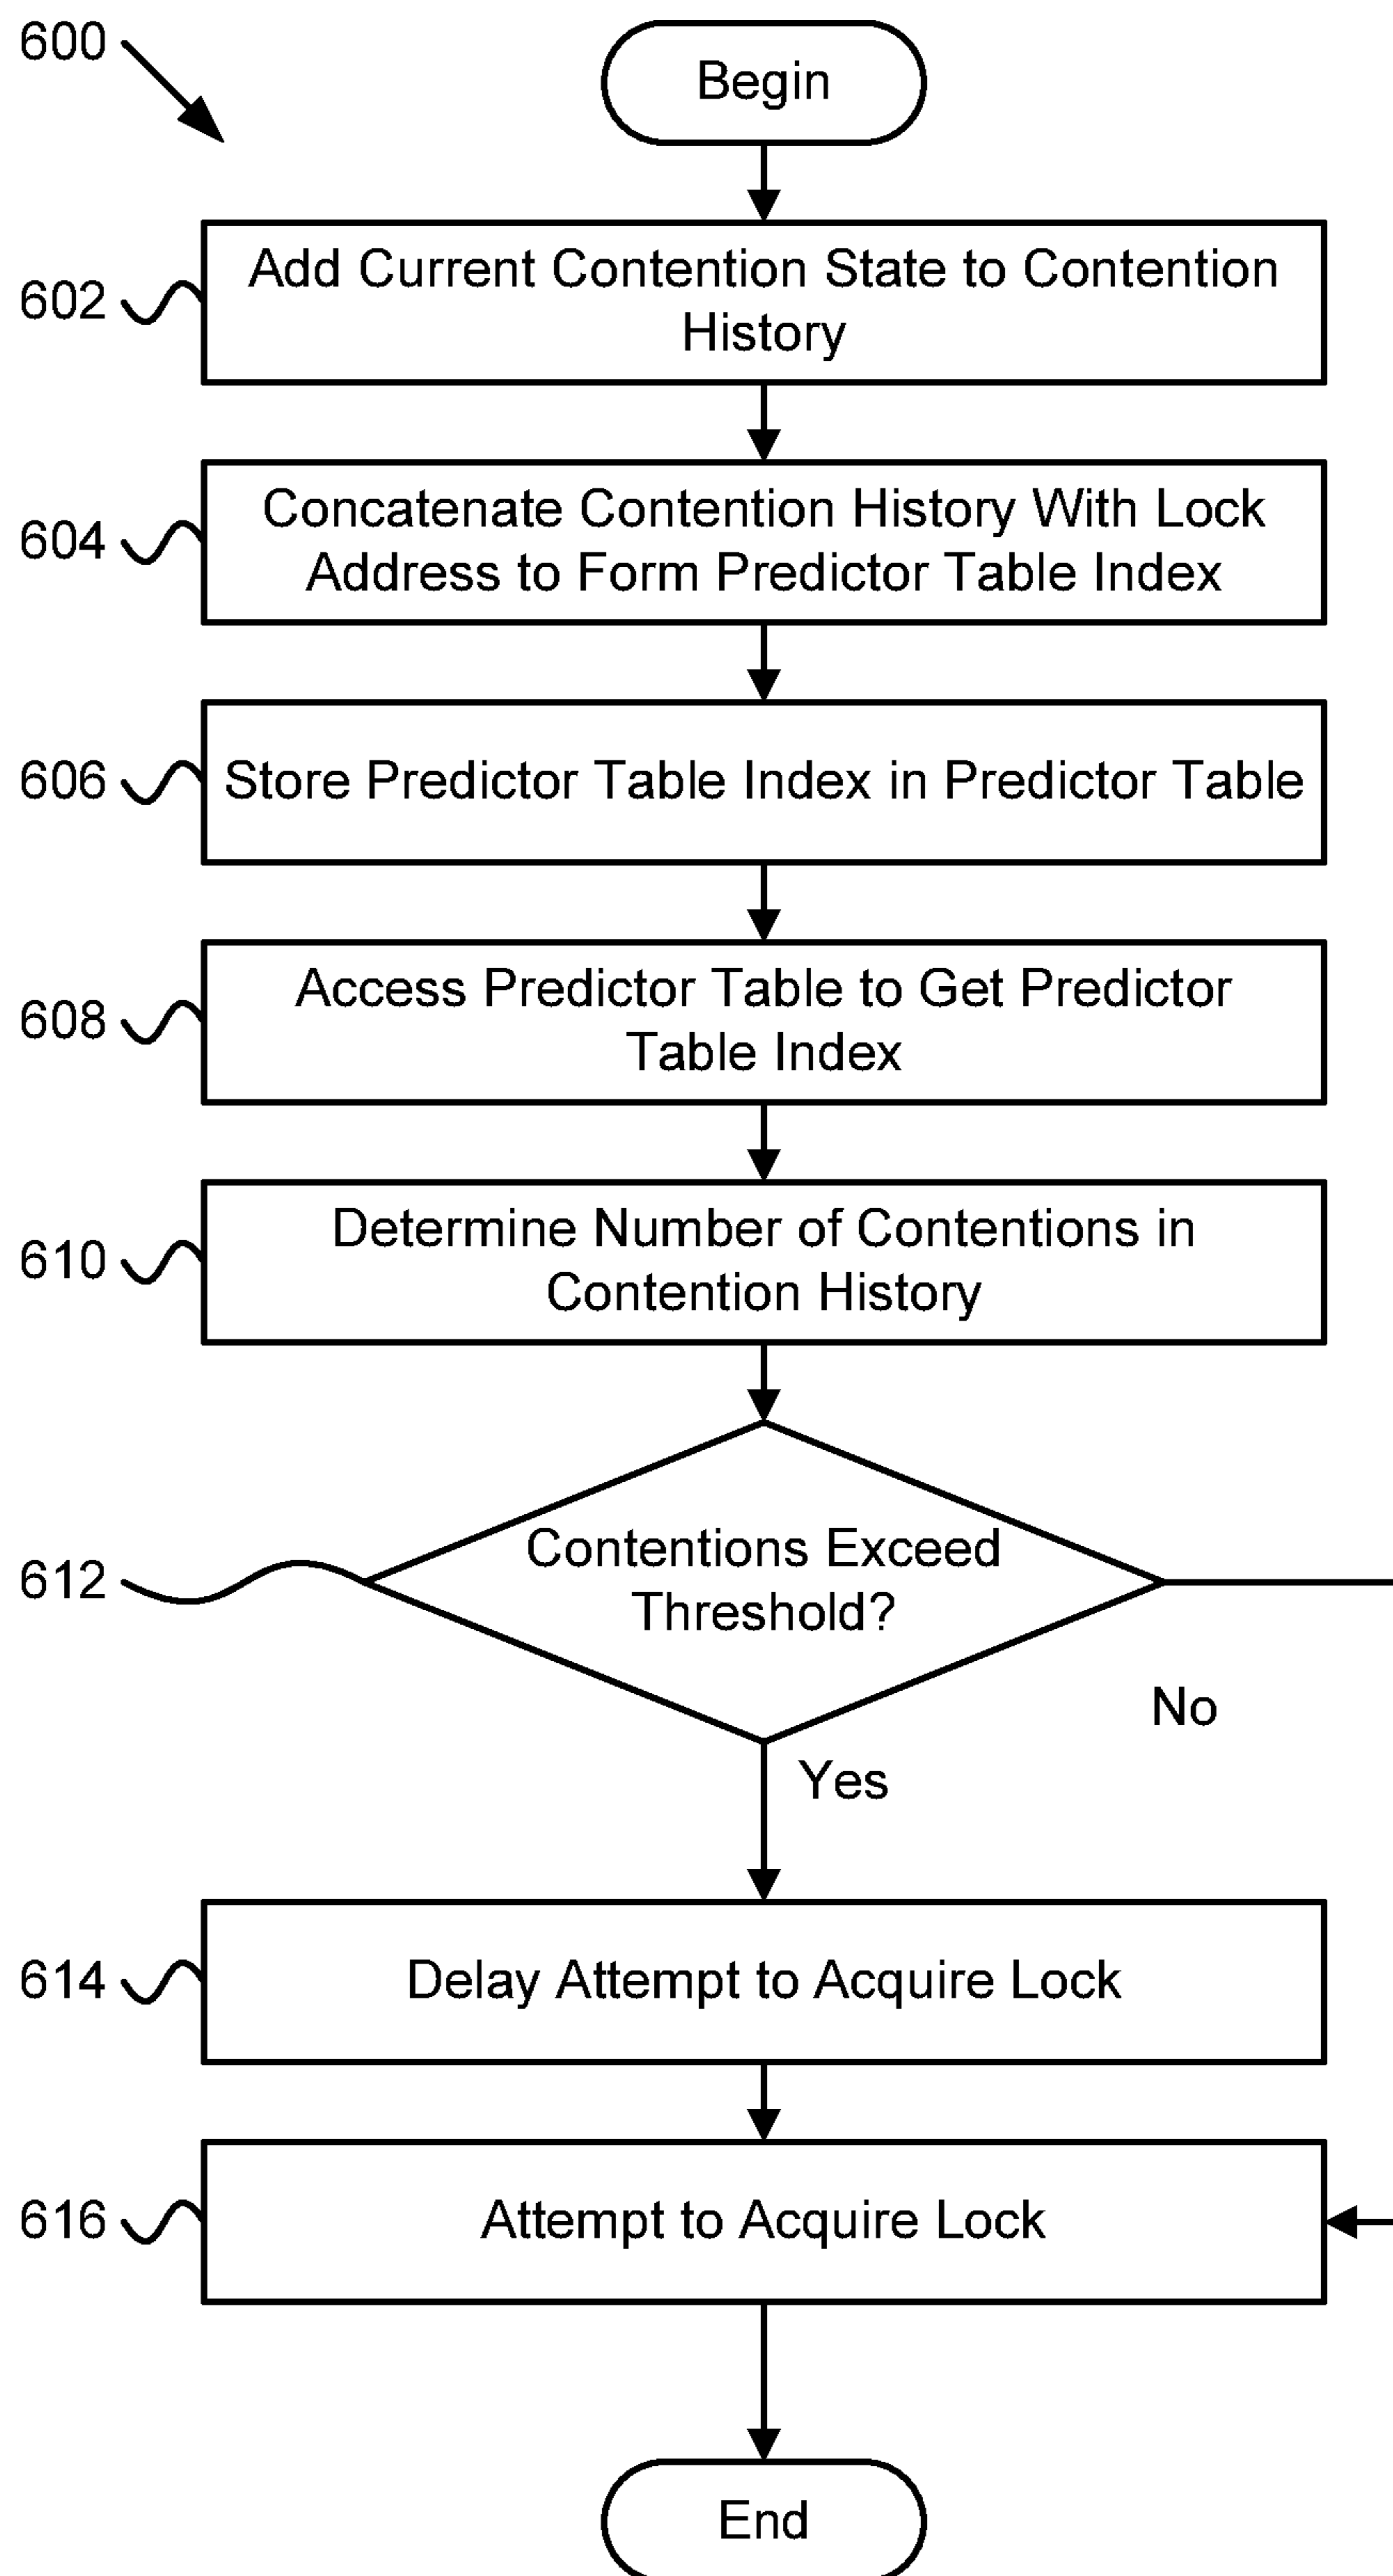 600
Begin
602
Add Current Contention State to Contention
History
604
Concatenate Contention History With Lock
Address to Form Predictor Table Index
606
Store Predictor Table Index in Predictor Table
608
Access Predictor Table to Get Predictor
Table Index
610
Determine Number of Contentions in
Contention History
612
Contentions Exceed
Threshold?
No
Yes
614
Delay Attempt to Acquire Lock
616
Attempt to Acquire Lock
End